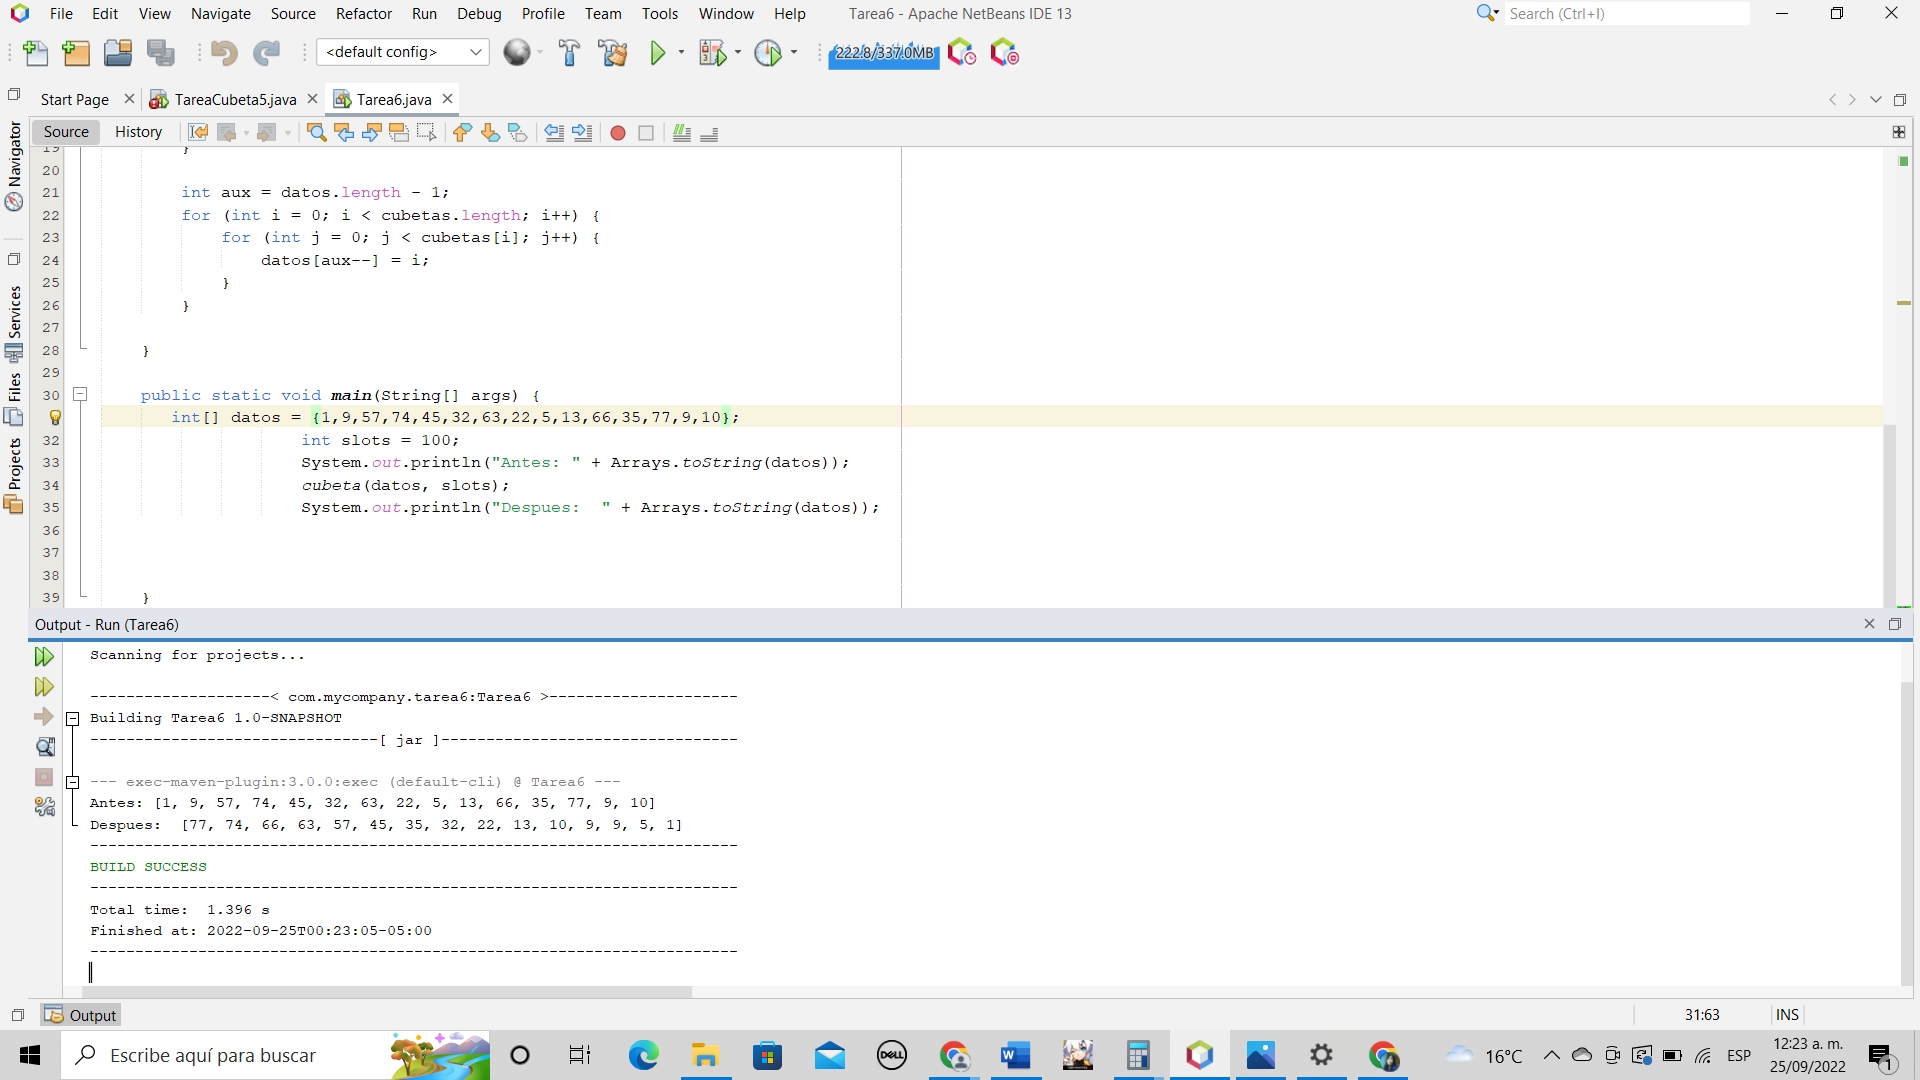 File Edit View Navigate Source Refactor Run Debug Profile Team Tools Window Help Tarea6 - Apache NetBeans IDE 13 Search (Ctrl+I)
<default config> 222.8/337.0MB
Start Page TareaCubeta5.java Tarea6.java
Source History
Navigator
Services
Files
Projects
19 }
20
21 int aux = datos.length - 1;
22 for (int i = 0; i < cubetas.length; i++) {
23 for (int j = 0; j < cubetas[i]; j++) {
24 datos[aux--] = i;
25 }
26 }
27
28 }
29
30 public static void main(String[] args) {
int[] datos = {1,9,57,74,45,32,63,22,5,13,66,35,77,9,10};
32 int slots = 100;
33 System.out.println("Antes: " + Arrays.toString(datos));
34 cubeta(datos, slots);
35 System.out.println("Despues:  " + Arrays.toString(datos));
36
37
38
39 }
Output - Run (Tarea6)
Scanning for projects...
--------------------< com.mycompany.tarea6:Tarea6 >---------------------
Building Tarea6 1.0-SNAPSHOT
--------------------------------[ jar ]---------------------------------
--- exec-maven-plugin:3.0.0:exec (default-cli) @ Tarea6 ---
Antes: [1, 9, 57, 74, 45, 32, 63, 22, 5, 13, 66, 35, 77, 9, 10]
Despues:  [77, 74, 66, 63, 57, 45, 35, 32, 22, 13, 10, 9, 9, 5, 1]
------------------------------------------------------------------------
BUILD SUCCESS
------------------------------------------------------------------------
Total time:  1.396 s
Finished at: 2022-09-25T00:23:05-05:00
------------------------------------------------------------------------
Output 31:63 INS
Escribe aquí para buscar DELL W 16°C ESP 12:23 a. m.
25/09/2022 1